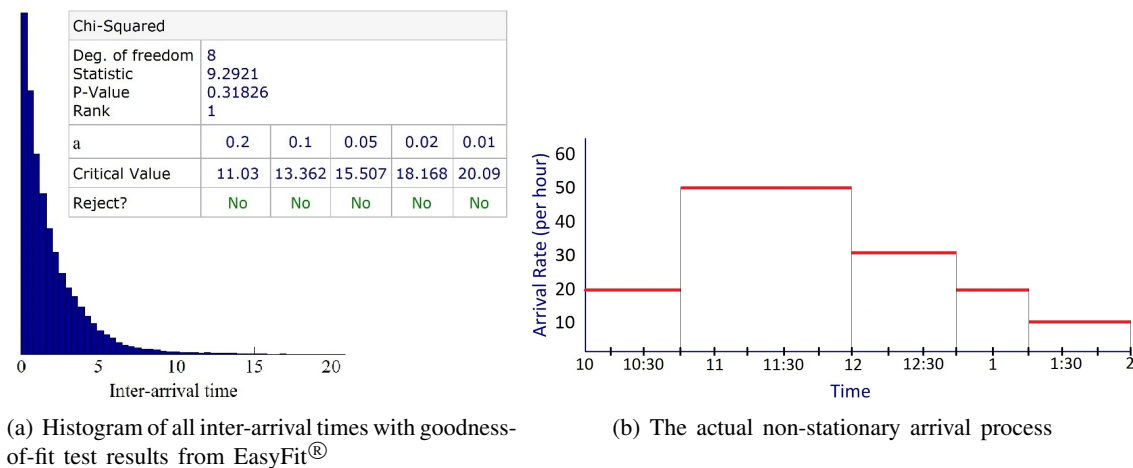 Chi-Squared
Deg. of freedom 8
Statistic 9.2921
P-Value 0.31826
Rank 1
a 0.2 0.1 0.05 0.02 0.01
Critical Value 11.03 13.362 15.507 18.168 20.09
Reject? No No No No No
0 5 10 15 20
Inter-arrival time
(a) Histogram of all inter-arrival times with goodness-
of-fit test results from EasyFit®
Arrival Rate (per hour)
60
50
40
30
20
10
10 10:30 11 11:30 12 12:30 1 1:30 2
Time
(b) The actual non-stationary arrival process